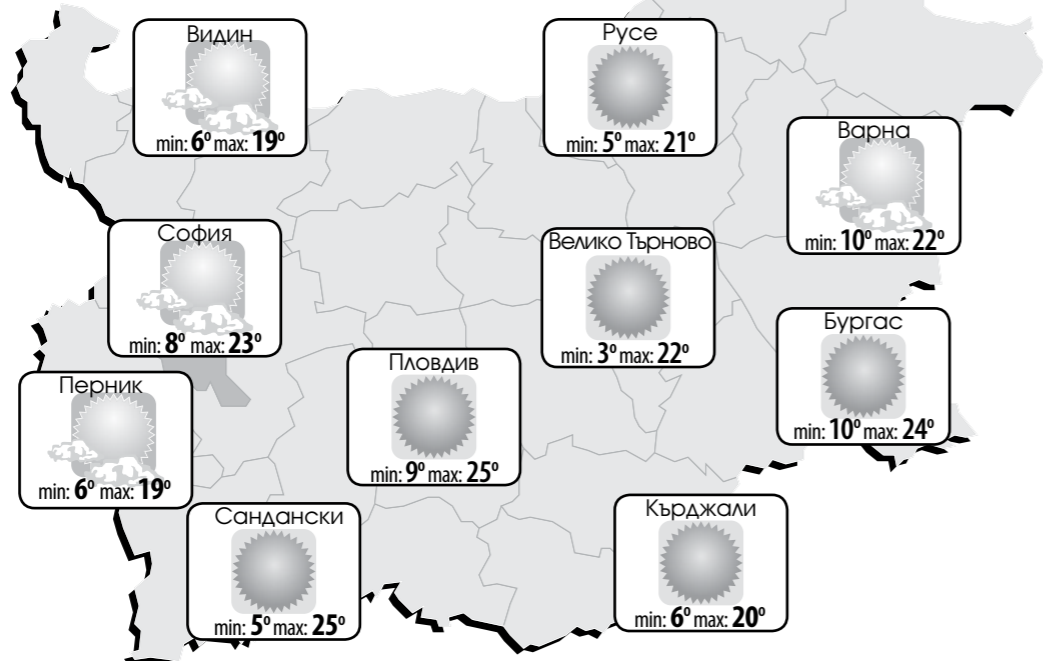 Видин
min: 6° max: 19°
Русе
min: 5° max: 21°
Варна
min: 10° max: 22°
София
min: 8° max: 23°
Велико Търново
min: 3° max: 22°
Бургас
min: 10° max: 24°
Пловдив
min: 9° max: 25°
Перник
min: 6° max: 19°
Сандански
min: 5° max: 25°
Кърджали
min: 6° max: 20°